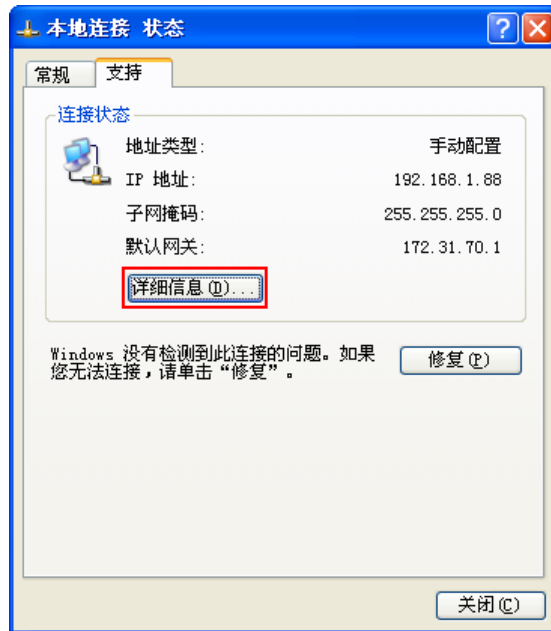 本地连接 状态
常规 支持
连接状态
地址类型: 手动配置
IP 地址: 192.168.1.88
子网掩码: 255.255.255.0
默认网关: 172.31.70.1
详细信息(D)...
Windows 没有检测到此连接的问题。如果
您无法连接，请单击“修复”。
修复(P)
关闭(C)